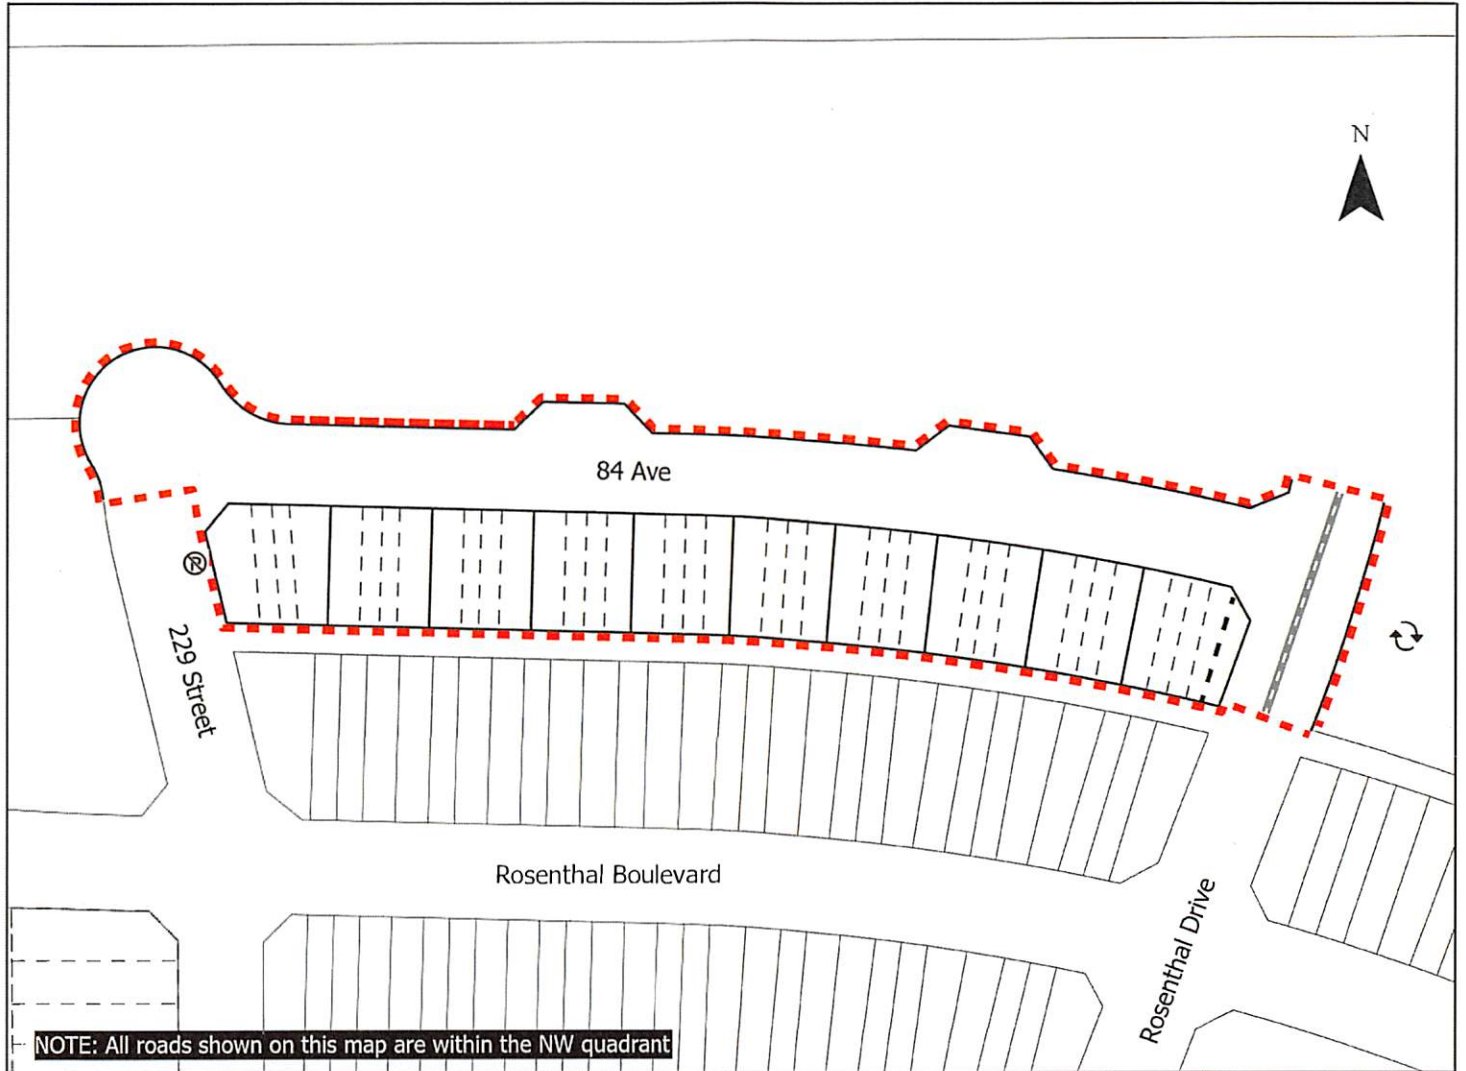 N
84 Ave
229 Street
Rosenthal Boulevard
Rosenthal Drive
NOTE: All roads shown on this map are within the NW quadrant